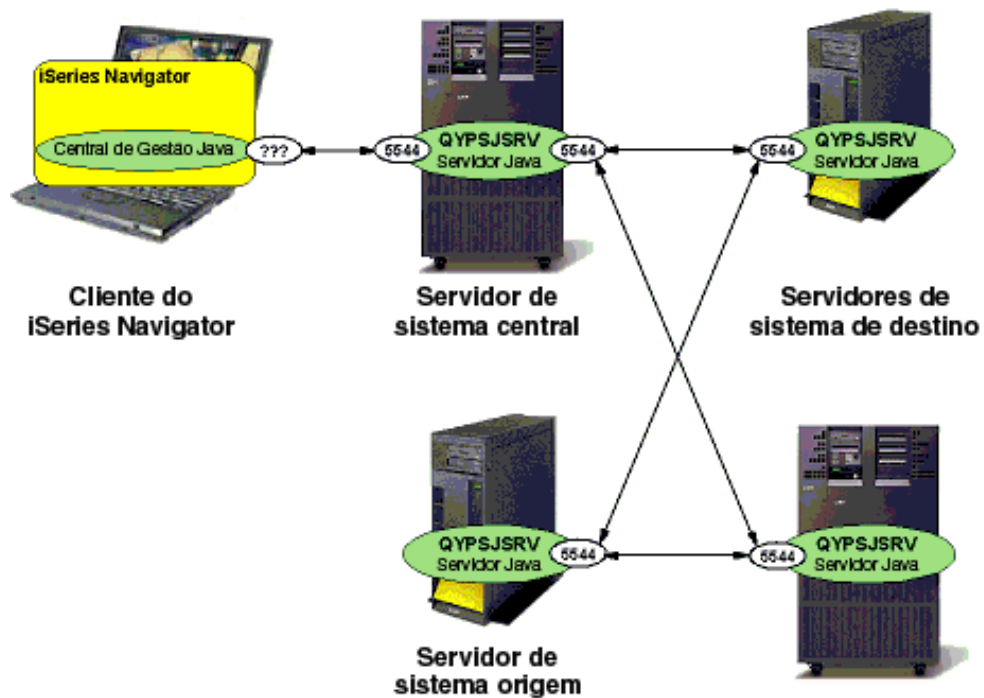 iSeries Navigator
Central de Gestão Java
???
5544
QYPSJSRV
Servidor Java
5544
5544
QYPSJSRV
Servidor Java
Cliente do
iSeries Navigator
Servidor de
sistema central
Servidores de
sistema de destino
QYPSJSRV
Servidor Java
5544
5544
QYPSJSRV
Servidor Java
Servidor de
sistema origem